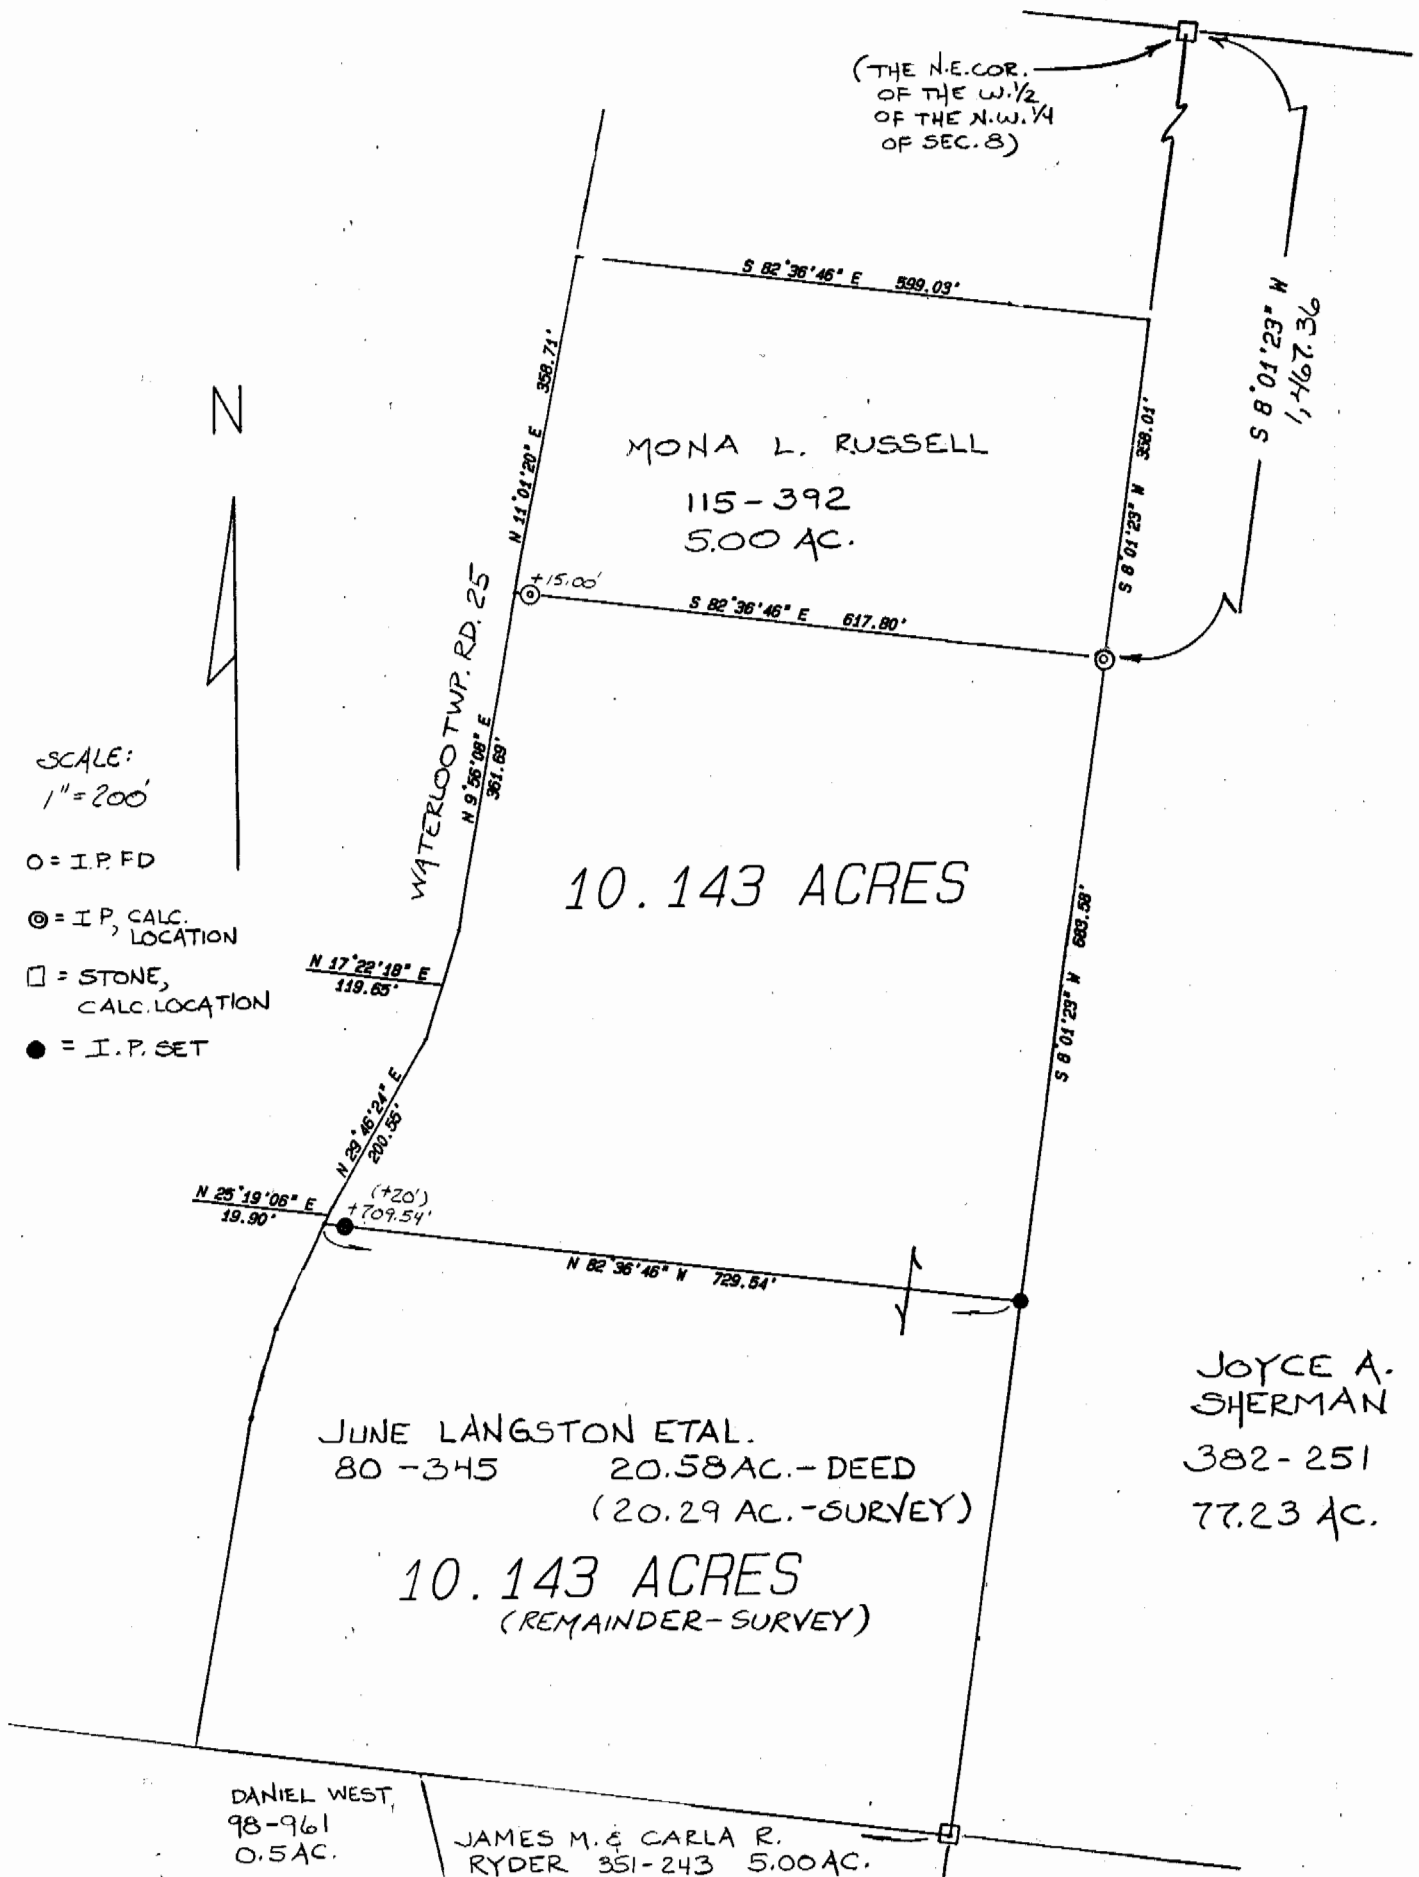 (THE N.E. COR.
OF THE W. 1/2
OF THE N.W. 1/4
OF SEC. 8)
S 82°36'46" E 599.03'
S 8°01'23" W
1,467.36
N 11°01'20" E 358.71'
S 8°01'23" W 358.01'
N
MONA L. RUSSELL
115-392
5.00 AC.
+15.00'
S 82°36'46" E 617.80'
WATERLOO TWP. RD. 25
N 9°56'08" E
361.69'
SCALE:
1"=200'
O = I.P. FD
◎ = I P, CALC.
LOCATION
□ = STONE,
CALC. LOCATION
● = I.P. SET
10.143 ACRES
S 8°01'23" W 683.58'
N 17°22'18" E
119.65'
N 29°46'24" E
200.55'
N 25°19'06" E
19.90'
(+20')
+709.54'
N 82°36'46" W 729.54'
JOYCE A.
SHERMAN
382-251
77.23 AC.
JUNE LANGSTON ETAL.
80-345 20.58 AC.-DEED
(20.29 AC.-SURVEY)
10.143 ACRES
(REMAINDER-SURVEY)
DANIEL WEST,
98-961
0.5 AC.
JAMES M. & CARLA R.
RYDER 351-243 5.00 AC.